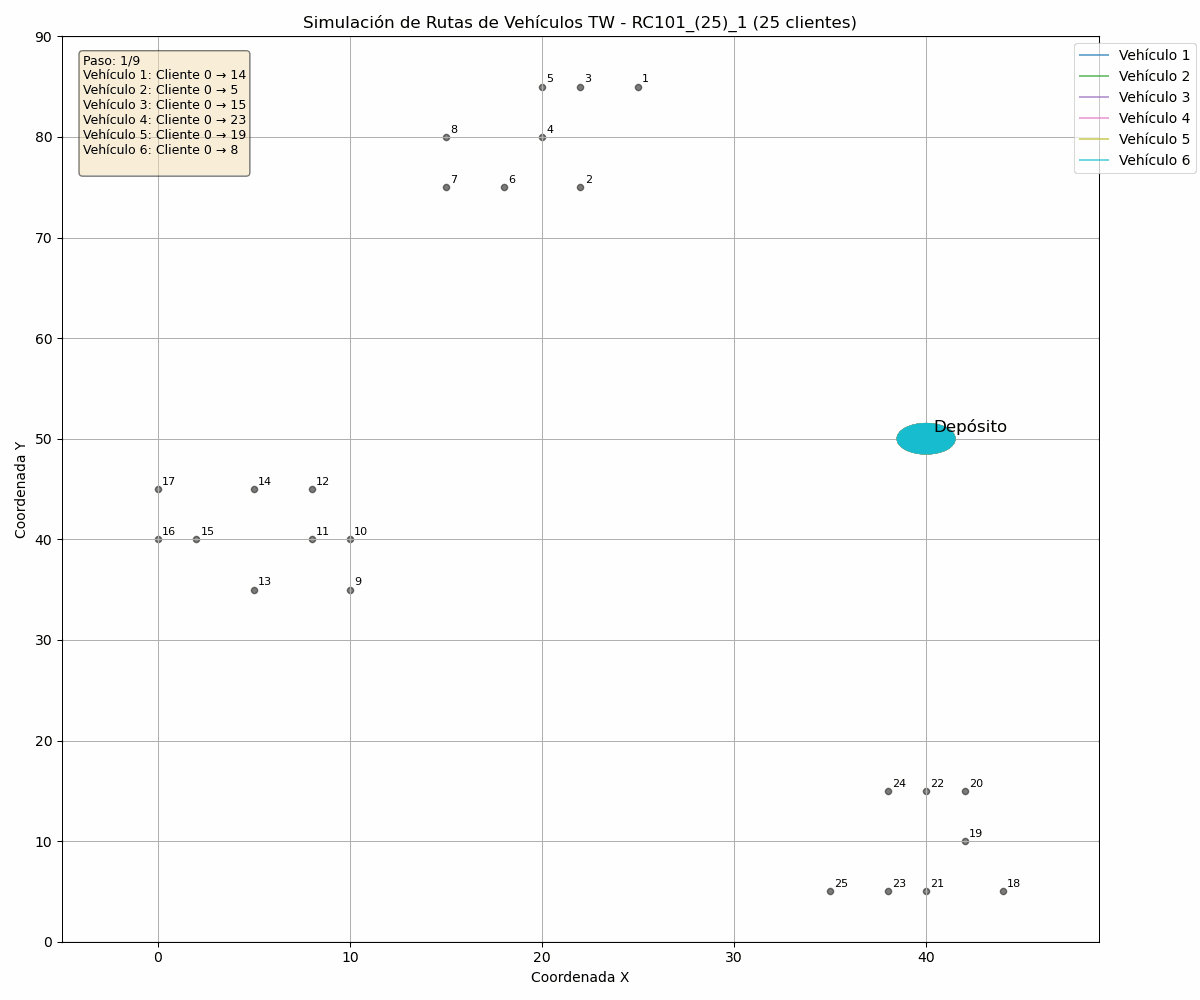 Simulación de Rutas de Vehículos TW - RC101_(25)_1 (25 clientes)
Paso: 1/9
Vehículo 1: Cliente 0 → 14
Vehículo 2: Cliente 0 → 5
Vehículo 3: Cliente 0 → 15
Vehículo 4: Cliente 0 → 23
Vehículo 5: Cliente 0 → 19
Vehículo 6: Cliente 0 → 8
Vehículo 1
Vehículo 2
Vehículo 3
Vehículo 4
Vehículo 5
Vehículo 6
90
80
70
60
50
40
30
20
10
0
Coordenada Y
5 3 1
8 4
7 6 2
Depósito
17 14 12
16 15 11 10
13 9
24 22 20
19
25 23 21 18
0 10 20 30 40
Coordenada X